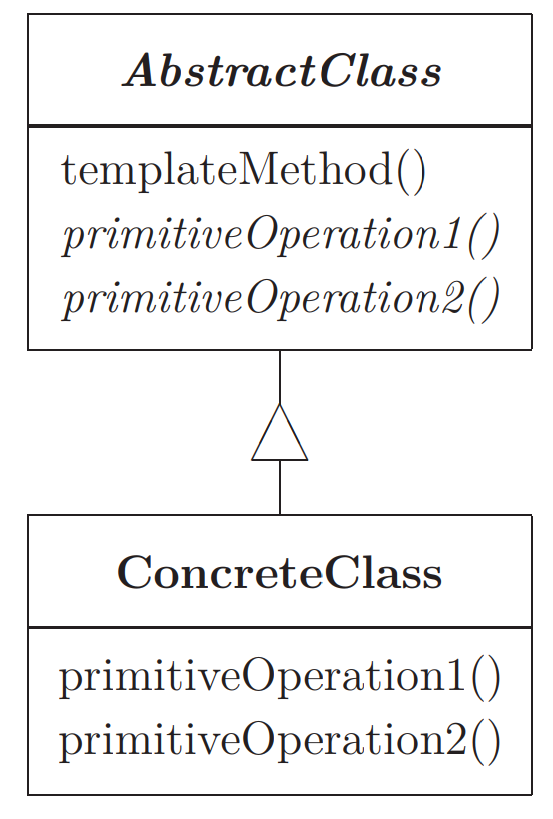 AbstractClass
templateMethod()
primitiveOperation1()
primitiveOperation2()
ConcreteClass
primitiveOperation1()
primitiveOperation2()